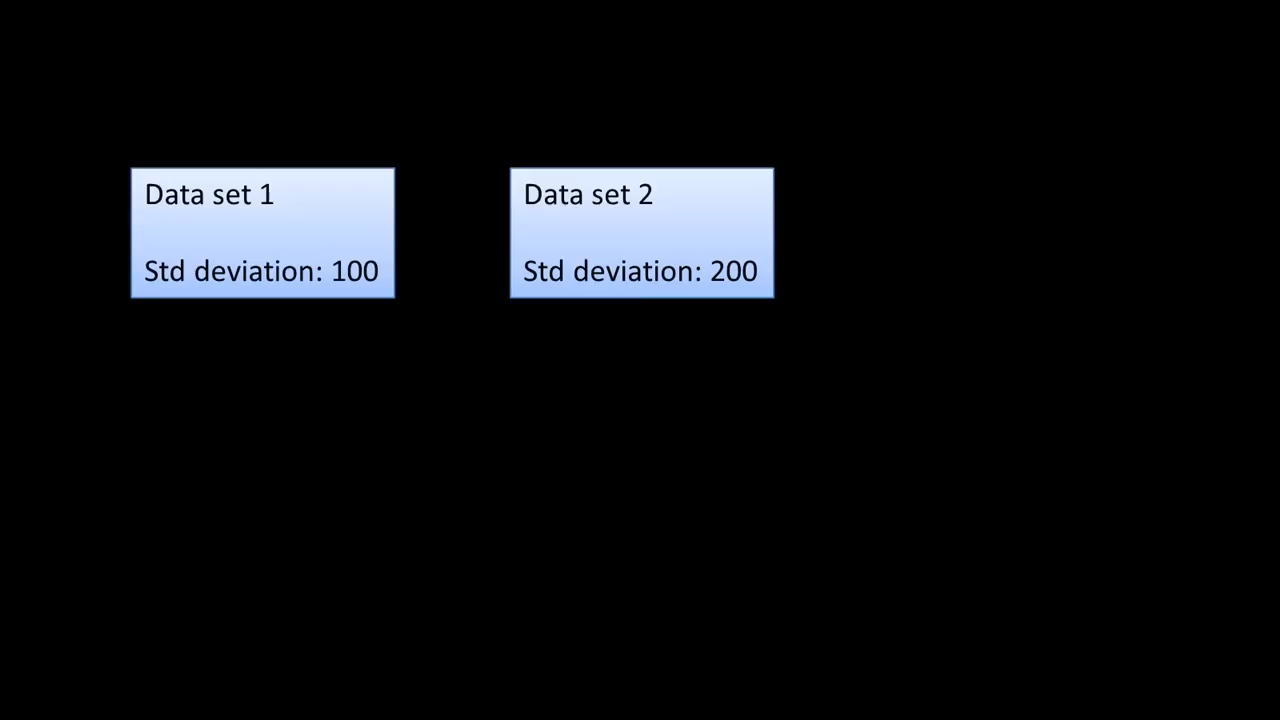 Data set 1
Std deviation: 100
Data set 2
Std deviation: 200